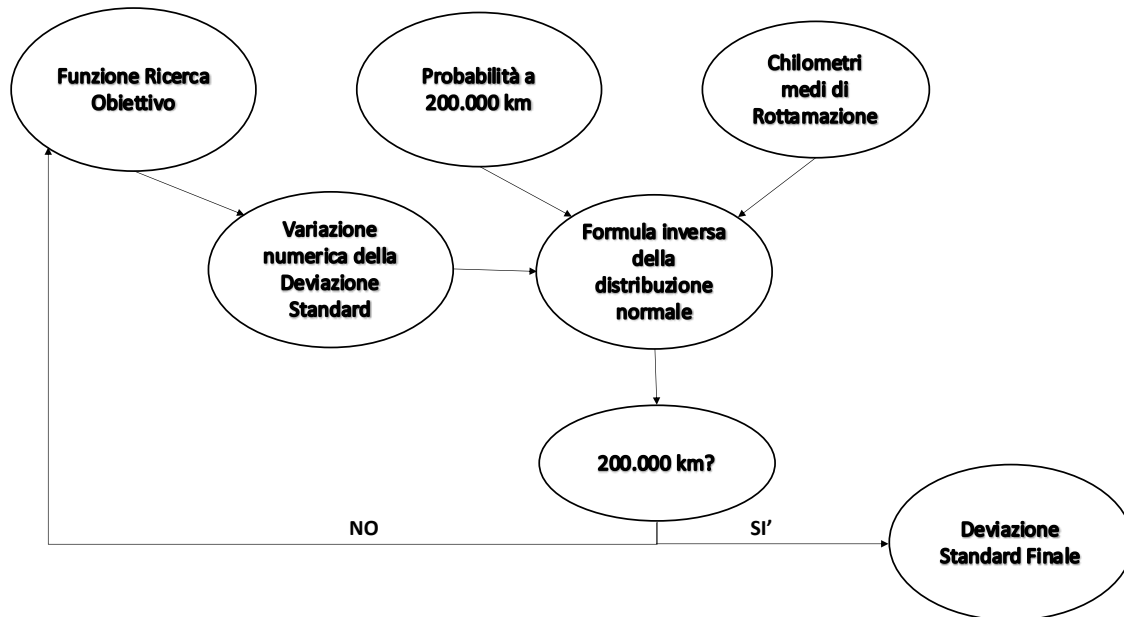 Funzione Ricerca
Obiettivo
Probabilità a
200.000 km
Chilometri
medi di
Rottamazione
Variazione
numerica della
Deviazione
Standard
Formula inversa
della
distribuzione
normale
200.000 km?
NO
SI’
Deviazione
Standard Finale